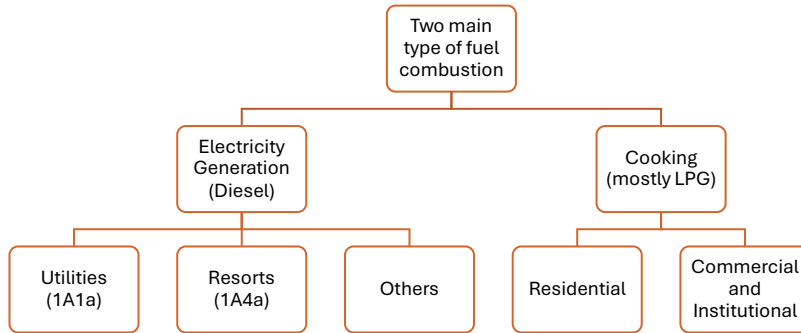 Two main
type of fuel
combustion
Electricity
Generation
(Diesel)
Cooking
(mostly LPG)
Utilities
(1A1a)
Resorts
(1A4a)
Others
Residential
Commercial
and
Institutional